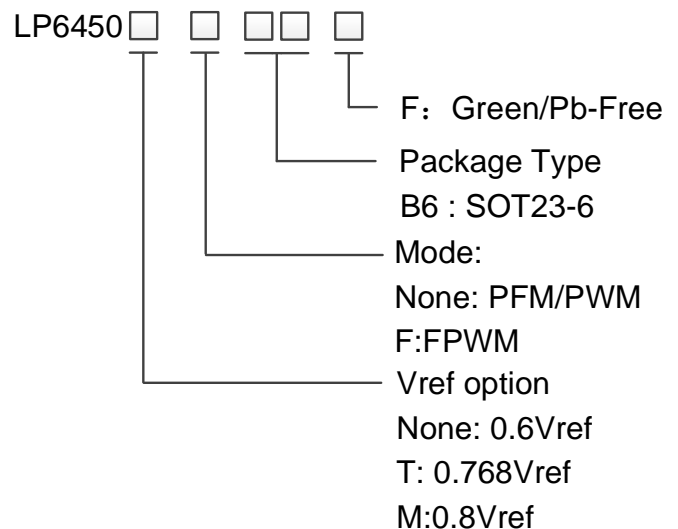 LP6450□ □ □□ □
F：Green/Pb-Free
Package Type
B6 : SOT23-6
Mode:
None: PFM/PWM
F:FPWM
Vref option
None: 0.6Vref
T: 0.768Vref
M:0.8Vref